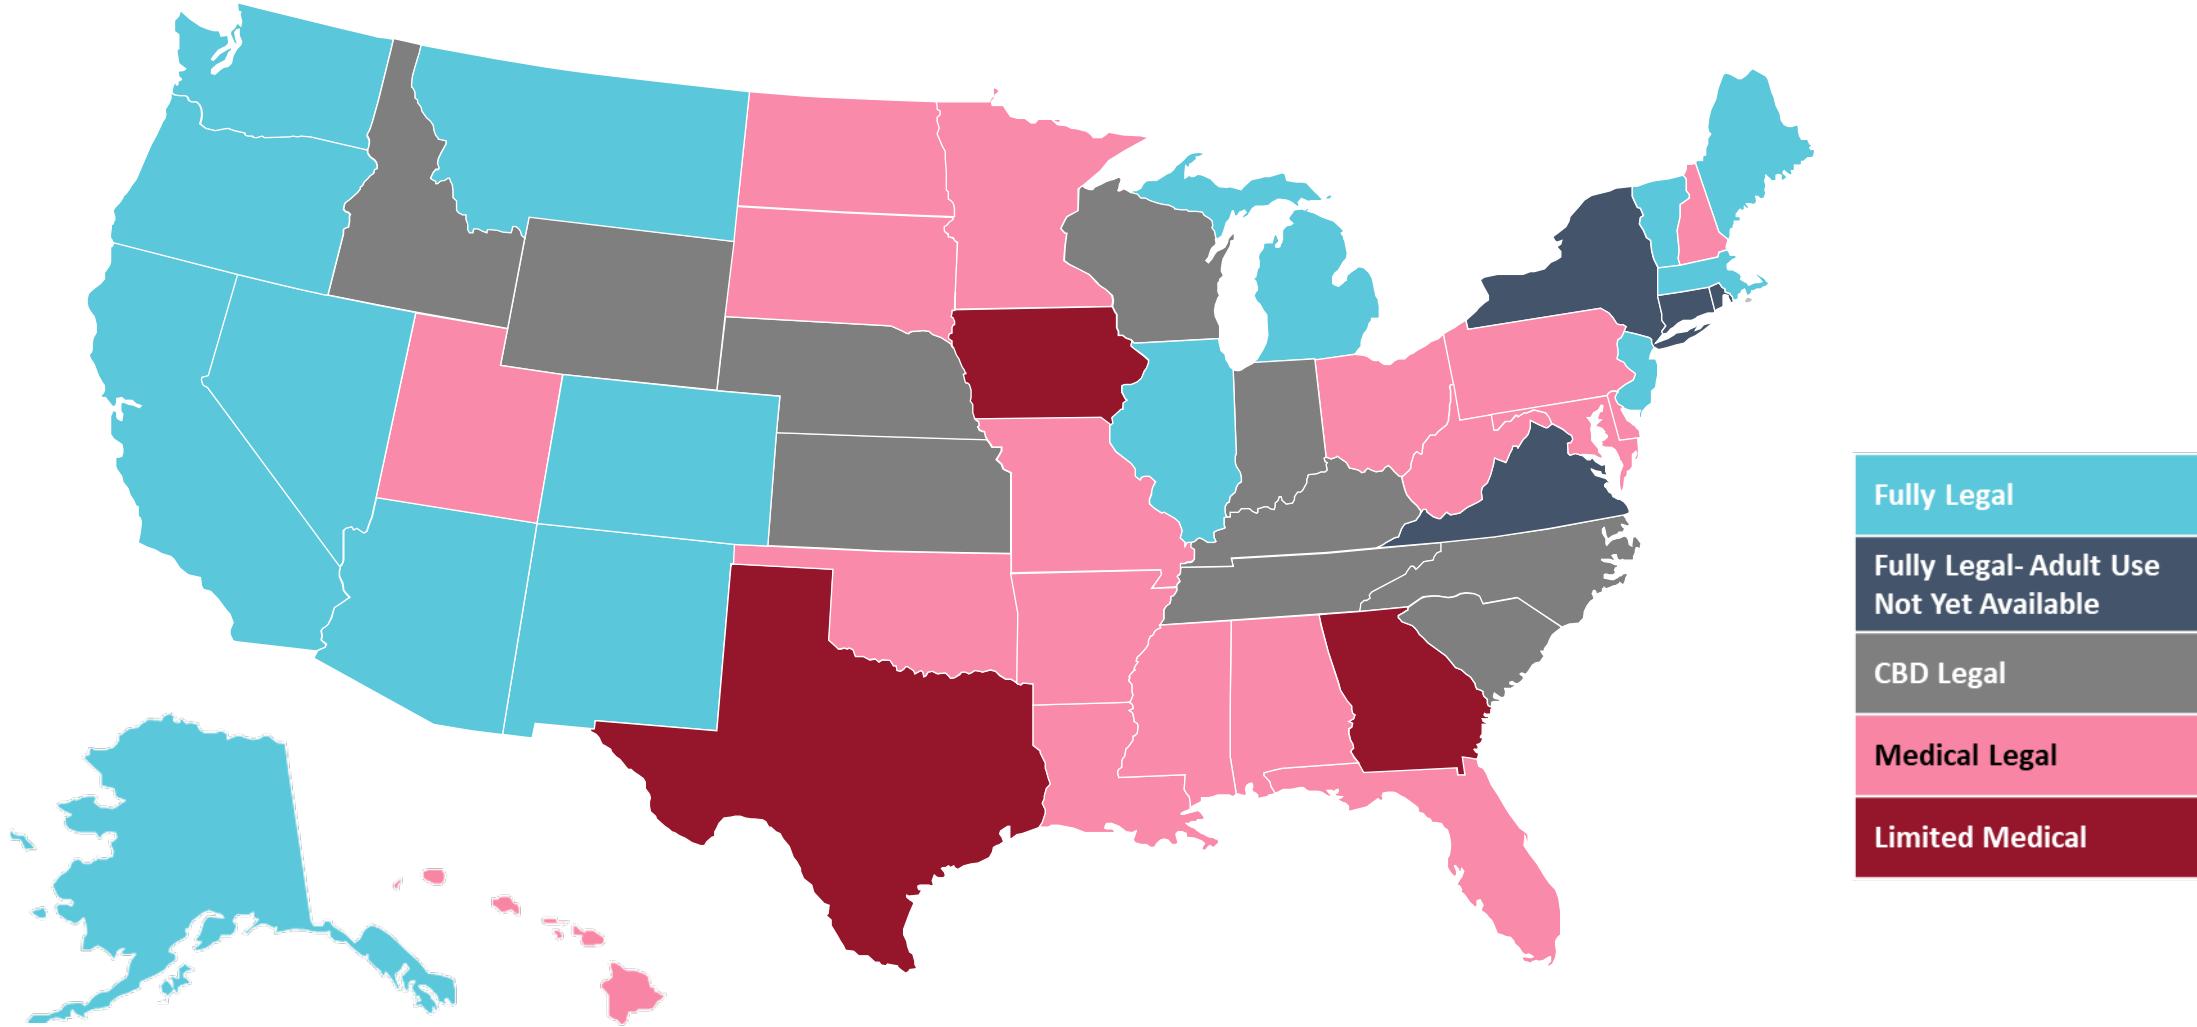 Fully Legal
Fully Legal- Adult Use
Not Yet Available
CBD Legal
Medical Legal
Limited Medical